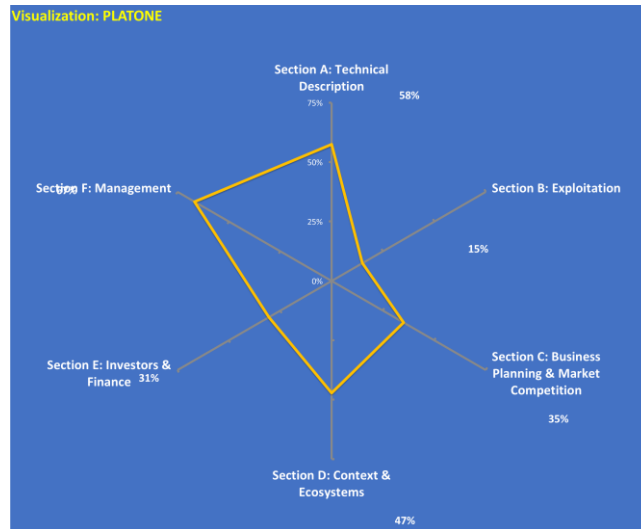 Visualization: PLATONE
Section A: Technical
Description
58%
75%
50%
25%
0%
Section B: Exploitation
15%
Section C: Business
Planning & Market
Competition
35%
Section D: Context &
Ecosystems
47%
Section E: Investors &
Finance
31%
Section F: Management